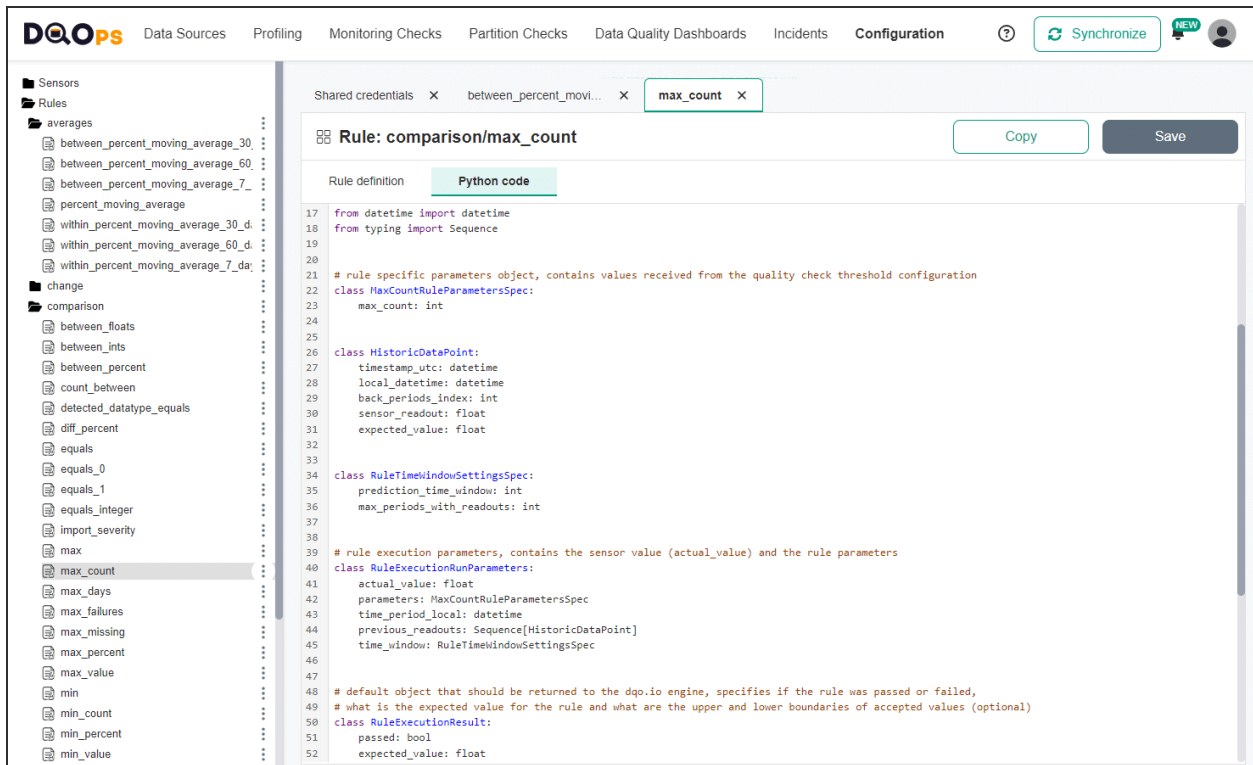 DQOps Data Sources Profiling Monitoring Checks Partition Checks Data Quality Dashboards Incidents Configuration ? Synchronize NEW
Sensors
Rules
averages
between_percent_moving_average_30_
between_percent_moving_average_60_
between_percent_moving_average_7_
percent_moving_average
within_percent_moving_average_30_d
within_percent_moving_average_60_d
within_percent_moving_average_7_day
change
comparison
between_floats
between_ints
between_percent
count_between
detected_datatype_equals
diff_percent
equals
equals_0
equals_1
equals_integer
import_severity
max
max_count
max_days
max_failures
max_missing
max_percent
max_value
min
min_count
min_percent
min_value
Shared credentials X between_percent_movi... X max_count X
Rule: comparison/max_count Copy Save
Rule definition Python code
17 from datetime import datetime
18 from typing import Sequence
19
20
21 # rule specific parameters object, contains values received from the quality check threshold configuration
22 class MaxCountRuleParametersSpec:
23     max_count: int
24
25
26 class HistoricDataPoint:
27     timestamp_utc: datetime
28     local_datetime: datetime
29     back_periods_index: int
30     sensor_readout: float
31     expected_value: float
32
33
34 class RuleTimeWindowSettingsSpec:
35     prediction_time_window: int
36     max_periods_with_readouts: int
37
38
39 # rule execution parameters, contains the sensor value (actual_value) and the rule parameters
40 class RuleExecutionRunParameters:
41     actual_value: float
42     parameters: MaxCountRuleParametersSpec
43     time_period_local: datetime
44     previous_readouts: Sequence[HistoricDataPoint]
45     time_window: RuleTimeWindowSettingsSpec
46
47
48 # default object that should be returned to the dqo.io engine, specifies if the rule was passed or failed,
49 # what is the expected value for the rule and what are the upper and lower boundaries of accepted values (optional)
50 class RuleExecutionResult:
51     passed: bool
52     expected_value: float